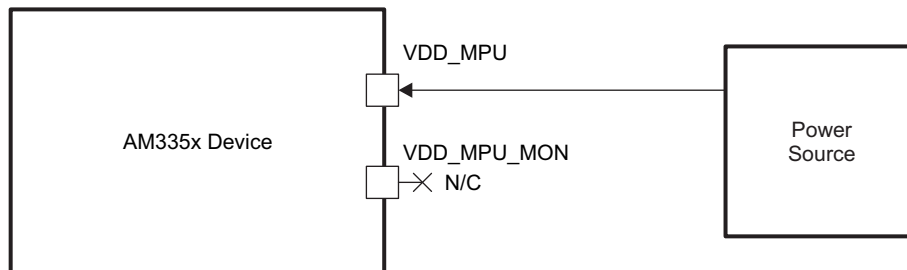 VDD_MPU
AM335x Device
Power
Source
VDD_MPU_MON
N/C